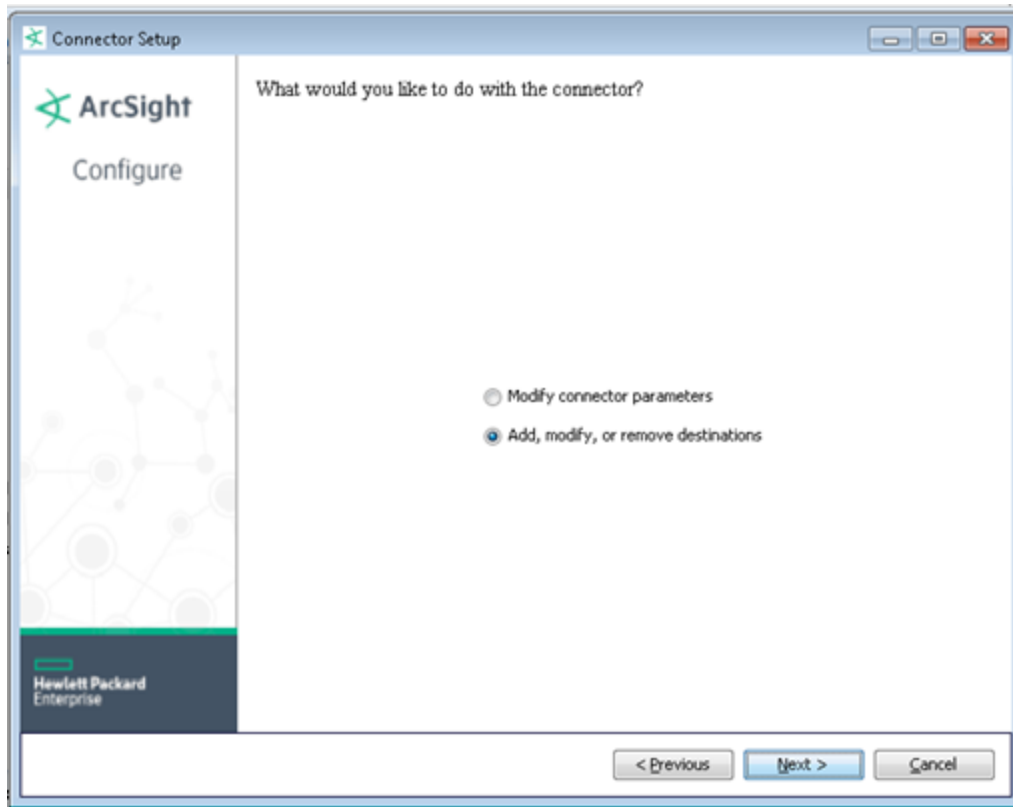 Connector Setup
ArcSight
Configure
What would you like to do with the connector?
Modify connector parameters
Add, modify, or remove destinations
Hewlett Packard
Enterprise
< Previous
Next >
Cancel